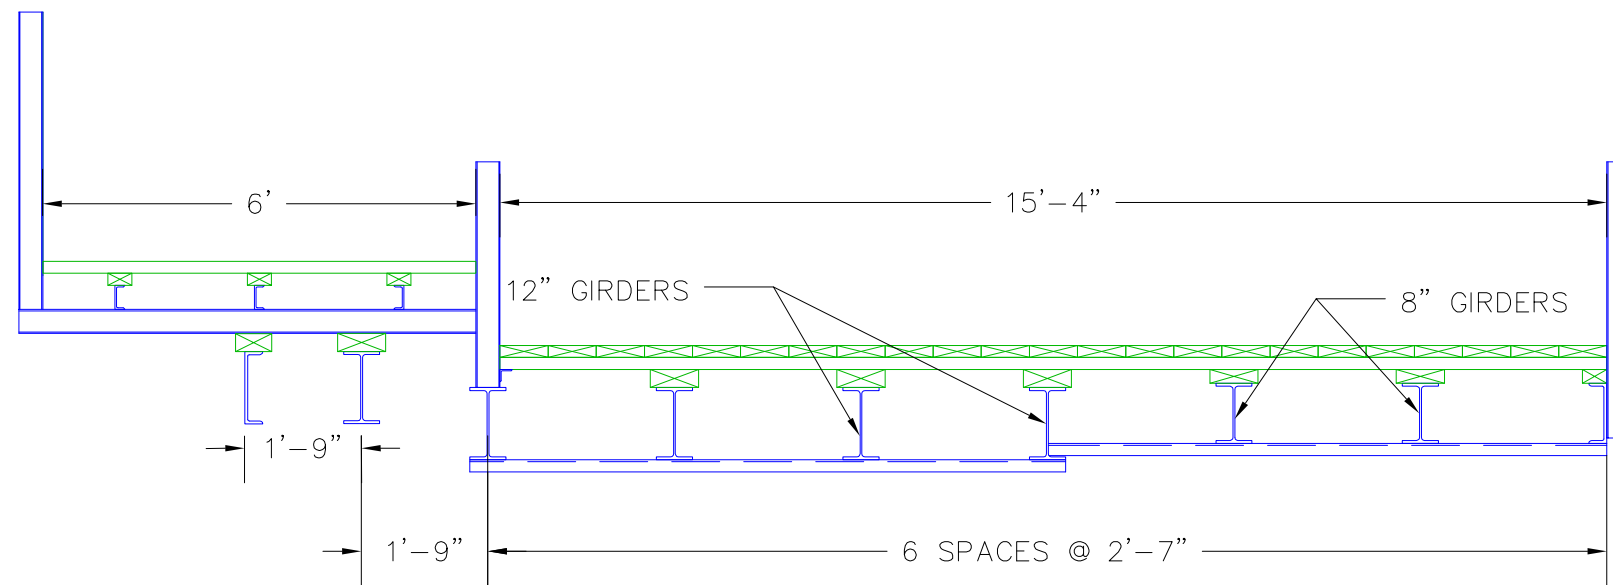 6'
15'-4"
12" GIRDERS
8" GIRDERS
1'-9"
1'-9"
6 SPACES @ 2'-7"